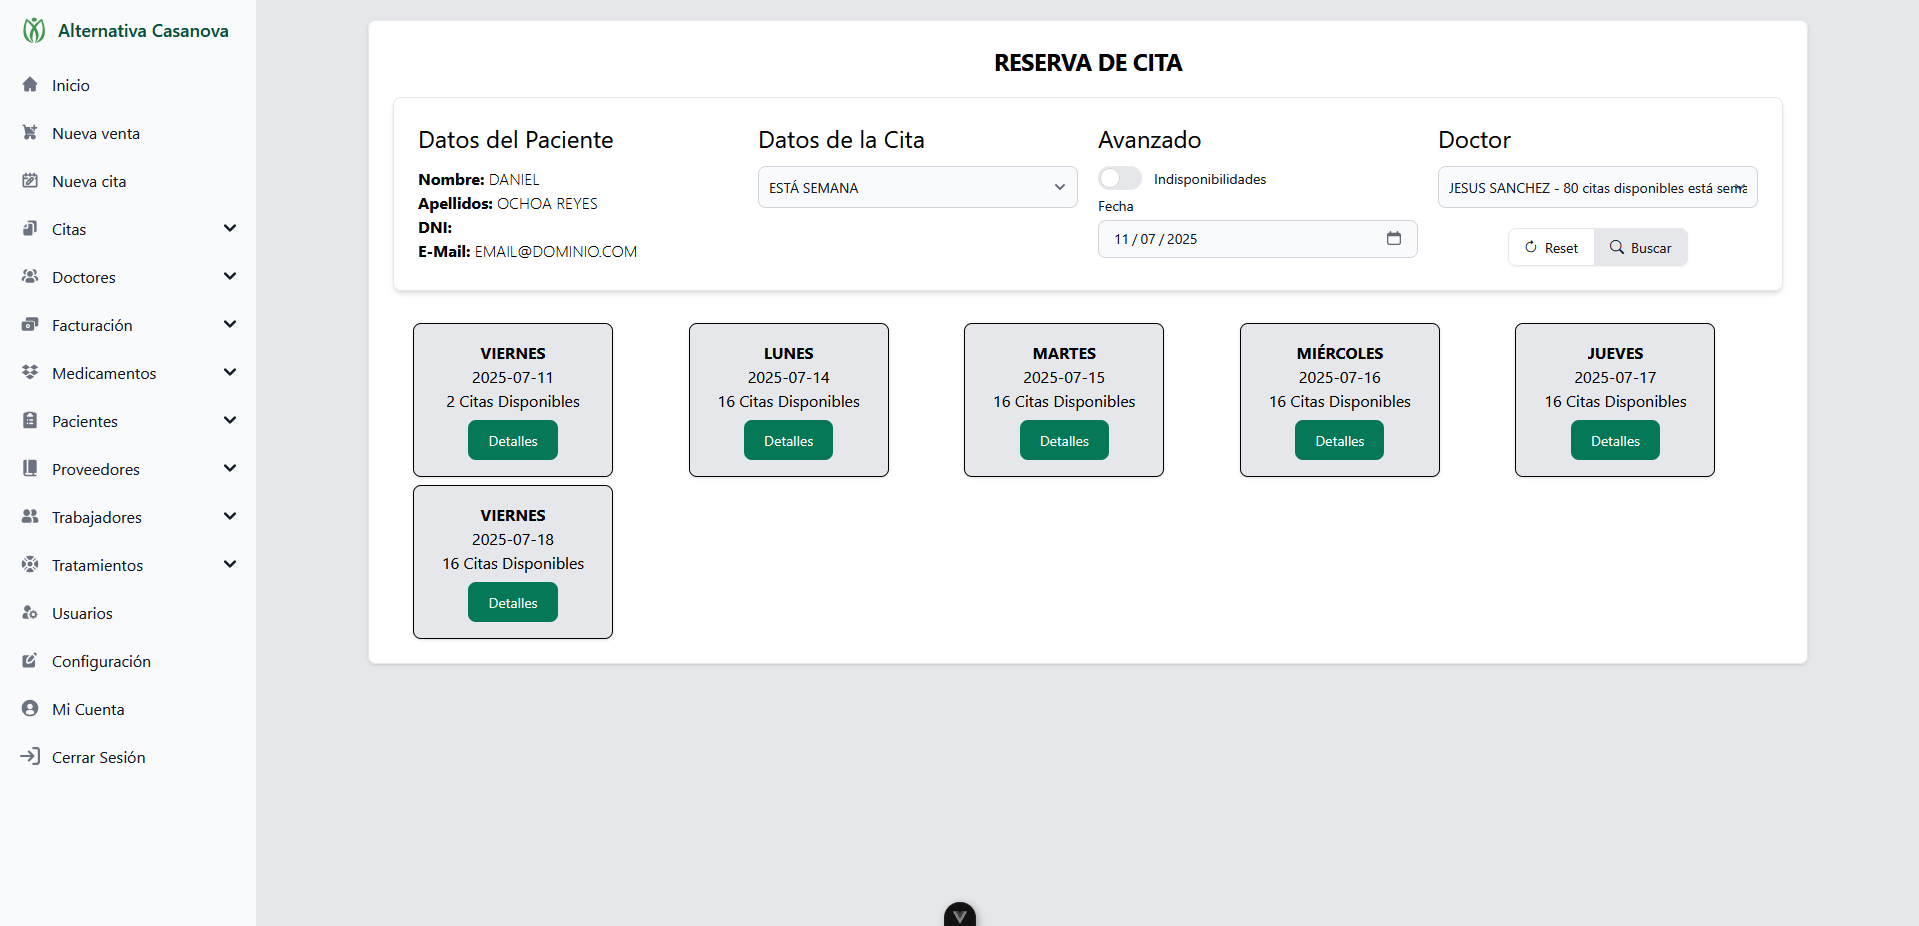 Alternativa Casanova
Inicio
Nueva venta
Nueva cita
Citas
Doctores
Facturación
Medicamentos
Pacientes
Proveedores
Trabajadores
Tratamientos
Usuarios
Configuración
Mi Cuenta
Cerrar Sesión
RESERVA DE CITA
Datos del Paciente
Nombre: DANIEL
Apellidos: OCHOA REYES
DNI:
E-Mail: EMAIL@DOMINIO.COM
Datos de la Cita
ESTÁ SEMANA
Avanzado
Indisponibilidades
Fecha
11 / 07 / 2025
Doctor
JESUS SANCHEZ - 80 citas disponibles está
Reset
Buscar
VIERNES
2025-07-11
2 Citas Disponibles
Detalles
LUNES
2025-07-14
16 Citas Disponibles
Detalles
MARTES
2025-07-15
16 Citas Disponibles
Detalles
MIÉRCOLES
2025-07-16
16 Citas Disponibles
Detalles
JUEVES
2025-07-17
16 Citas Disponibles
Detalles
VIERNES
2025-07-18
16 Citas Disponibles
Detalles